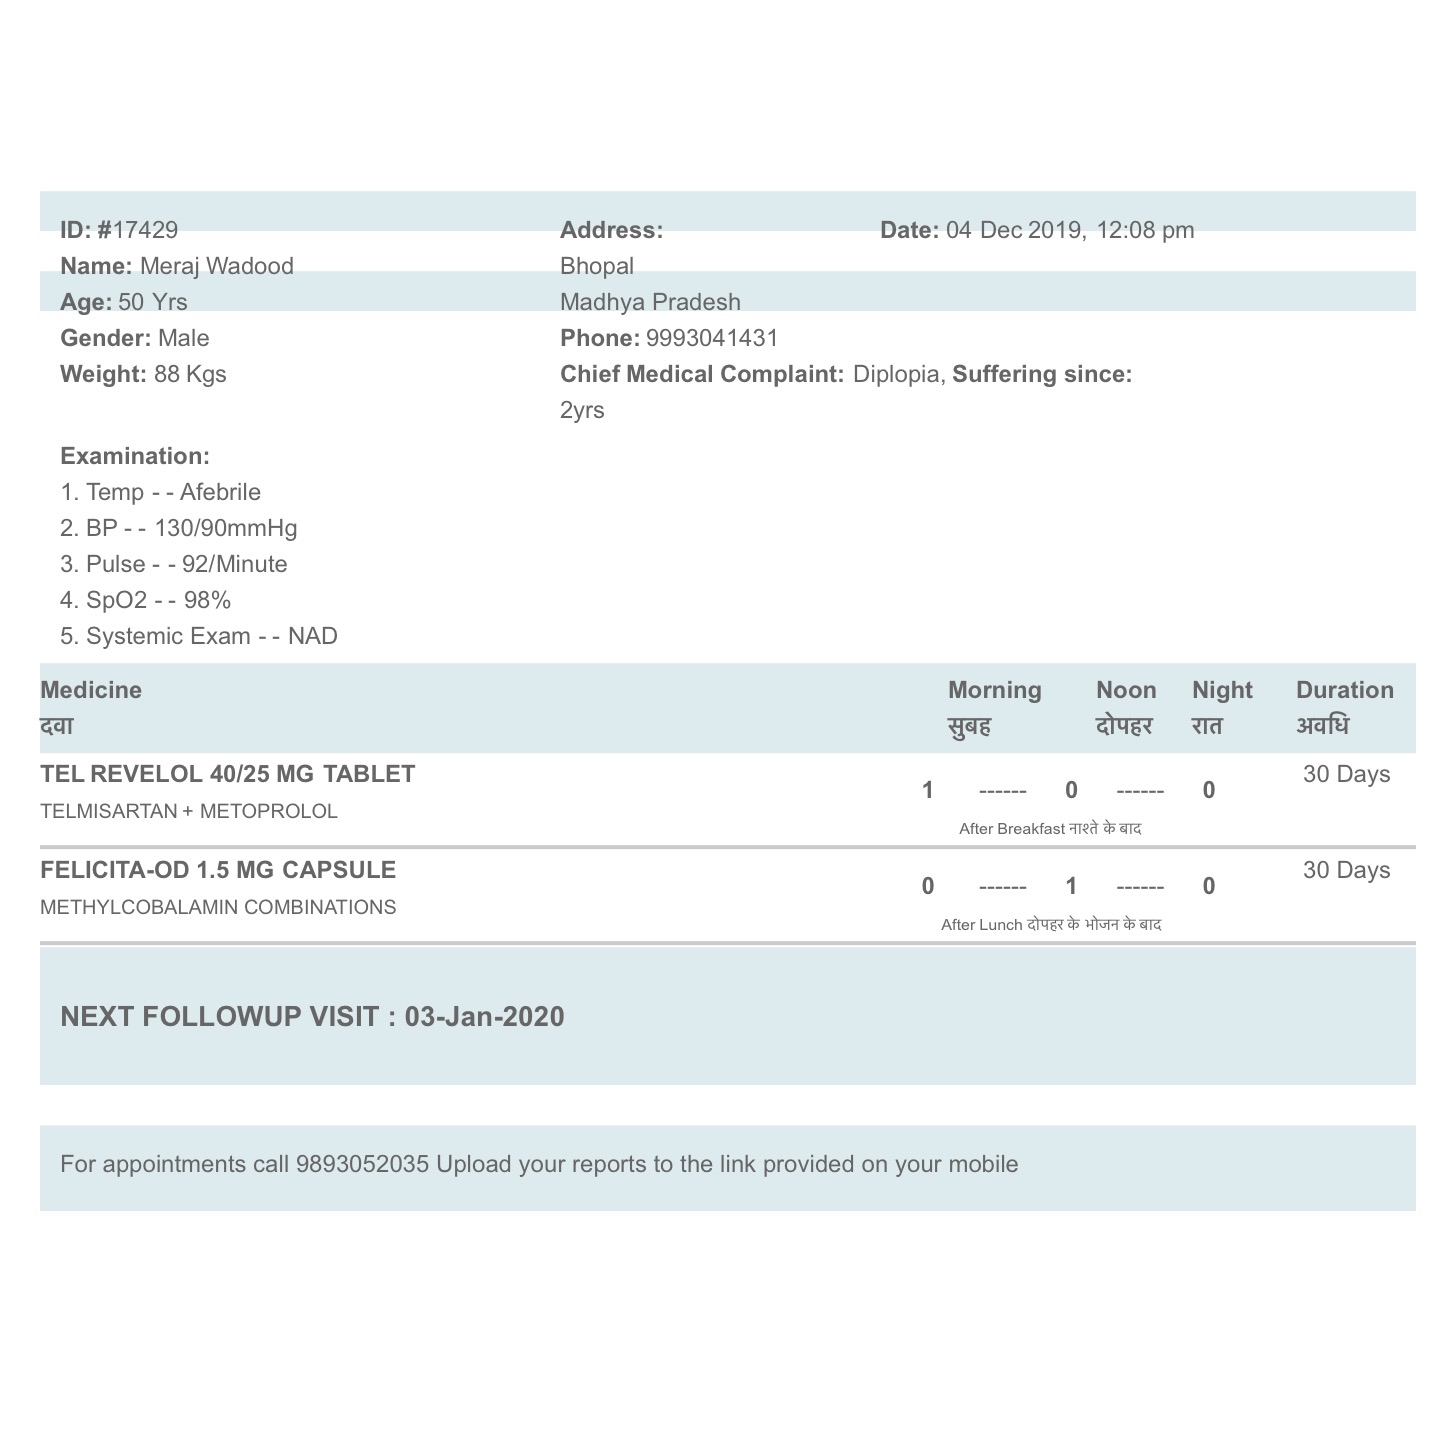 ID: #17429 Address: Date: 04 Dec 2019, 12:08 pm
Name: Meraj Wadood Bhopal
Age: 50 Yrs Madhya Pradesh
Gender: Male Phone: 9993041431
Weight: 88 Kgs Chief Medical Complaint: Diplopia, Suffering since:
2yrs
Examination:
1. Temp - - Afebrile
2. BP - - 130/90mmHg
3. Pulse - - 92/Minute
4. SpO2 - - 98%
5. Systemic Exam - - NAD
Medicine Morning Noon Night Duration
दवा सुबह दोपहर रात अवधि
TEL REVELOL 40/25 MG TABLET 1 ------ 0 ------ 0 30 Days
TELMISARTAN + METOPROLOL After Breakfast नाश्ते के बाद
FELICITA-OD 1.5 MG CAPSULE 0 ------ 1 ------ 0 30 Days
METHYLCOBALAMIN COMBINATIONS After Lunch दोपहर के भोजन के बाद
NEXT FOLLOWUP VISIT : 03-Jan-2020
For appointments call 9893052035 Upload your reports to the link provided on your mobile